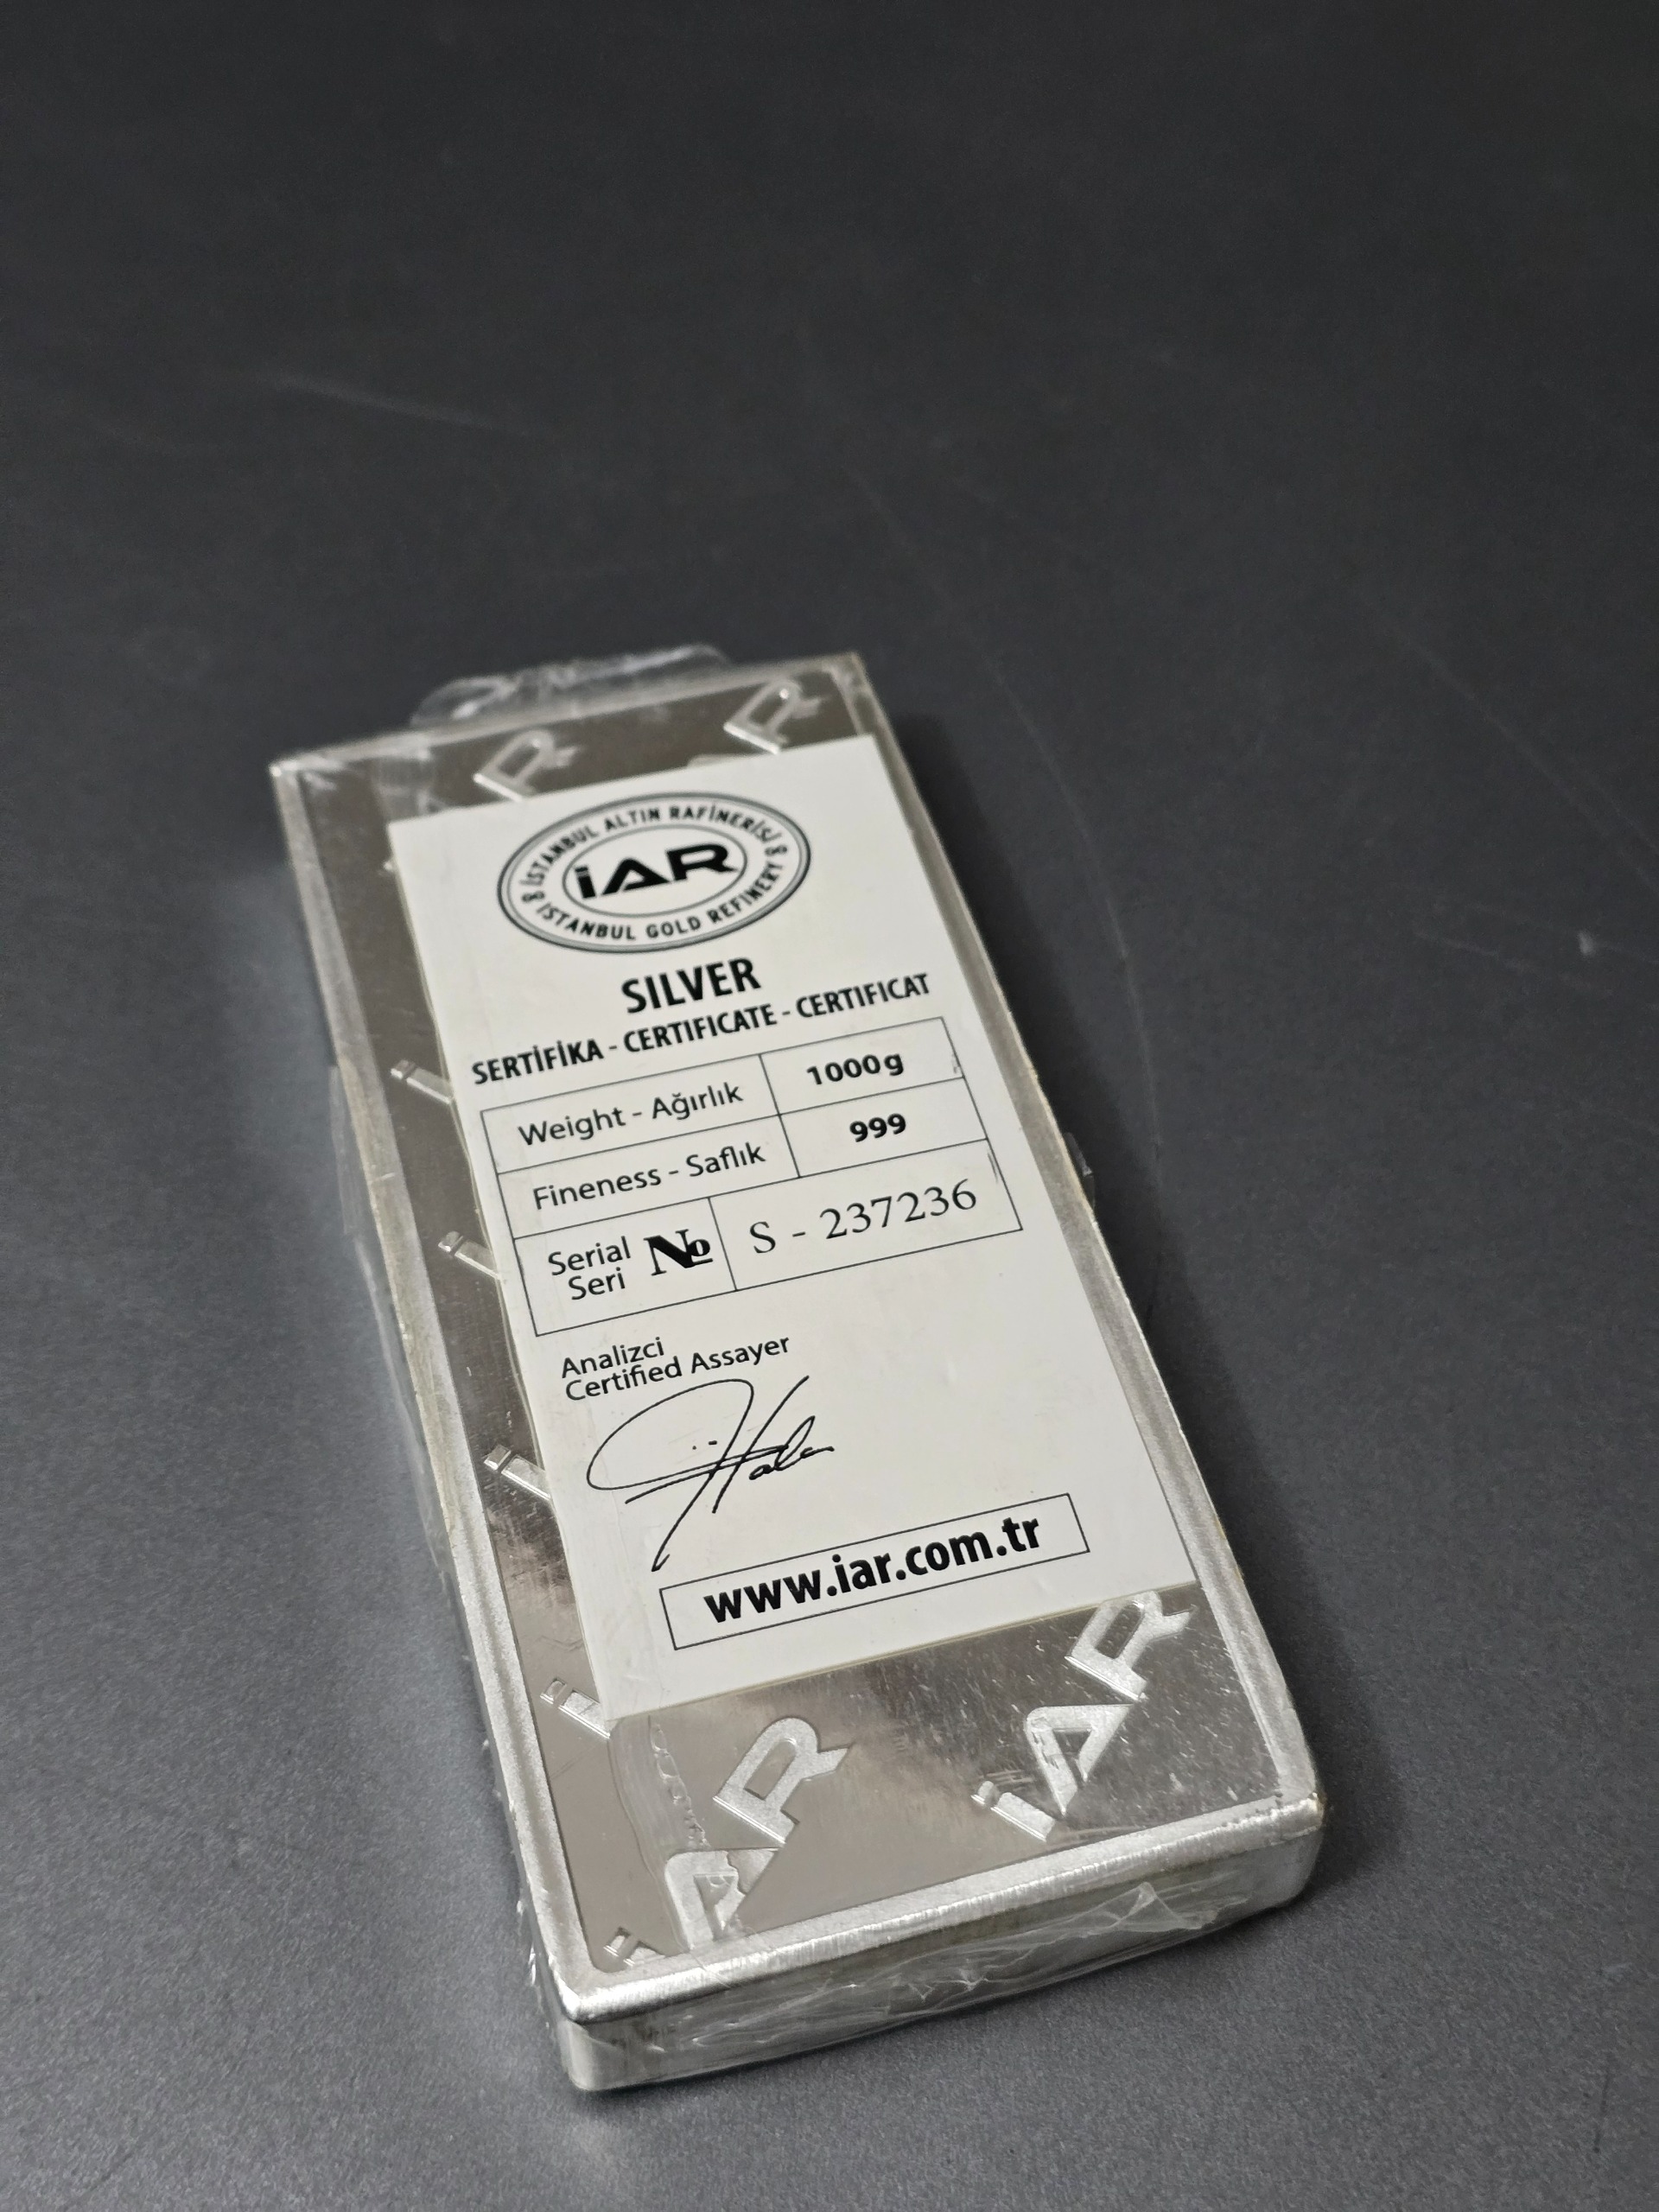 R R
İSTANBUL ALTIN RAFİNERİSİ
İAR
ISTANBUL GOLD REFINERY
SILVER
SERTİFİKA - CERTIFICATE - CERTIFICAT
Weight - Ağırlık 1000g
Fineness - Saflık 999
Serial Seri № S - 237236
Analizci
Certified Assayer
www.iar.com.tr
İAR İAR